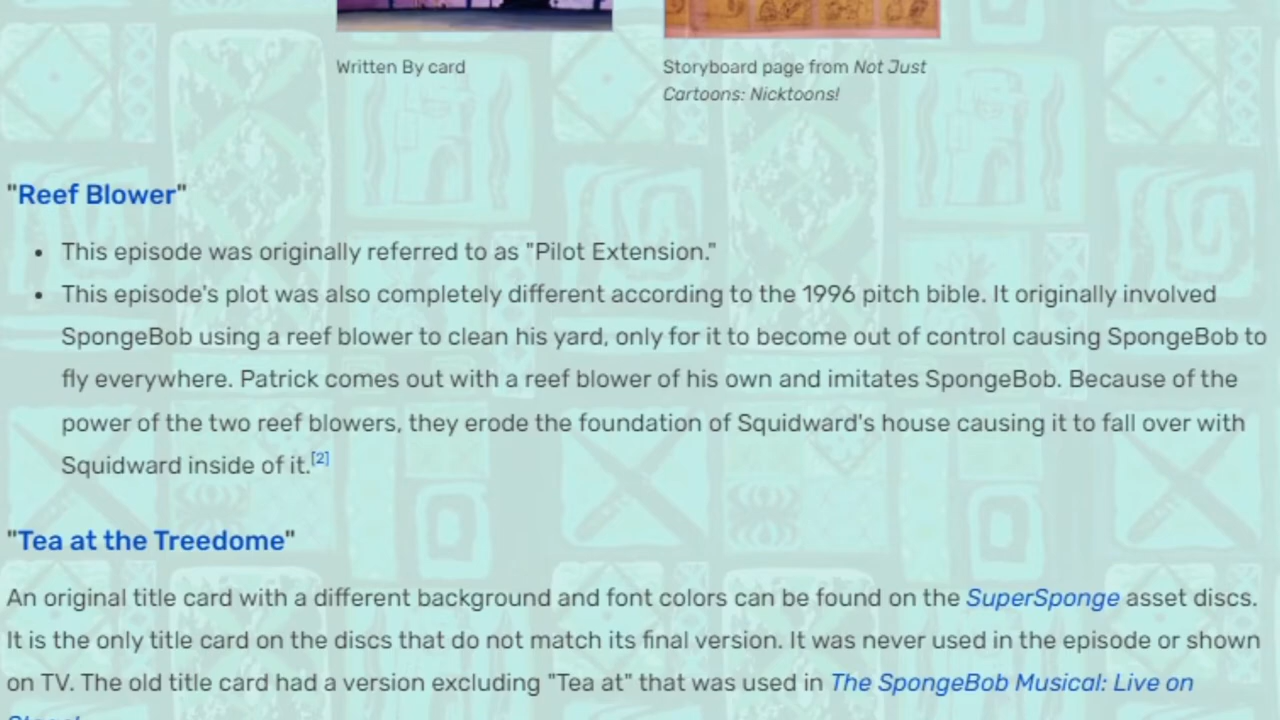 Written By card
Storyboard page from Not Just
Cartoons: Nicktoons!
"Reef Blower"
• This episode was originally referred to as "Pilot Extension."
• This episode's plot was also completely different according to the 1996 pitch bible. It originally involved
SpongeBob using a reef blower to clean his yard, only for it to become out of control causing SpongeBob to
fly everywhere. Patrick comes out with a reef blower of his own and imitates SpongeBob. Because of the
power of the two reef blowers, they erode the foundation of Squidward's house causing it to fall over with
Squidward inside of it.[2]
"Tea at the Treedome"
An original title card with a different background and font colors can be found on the SuperSponge asset discs.
It is the only title card on the discs that do not match its final version. It was never used in the episode or shown
on TV. The old title card had a version excluding "Tea at" that was used in The SpongeBob Musical: Live on